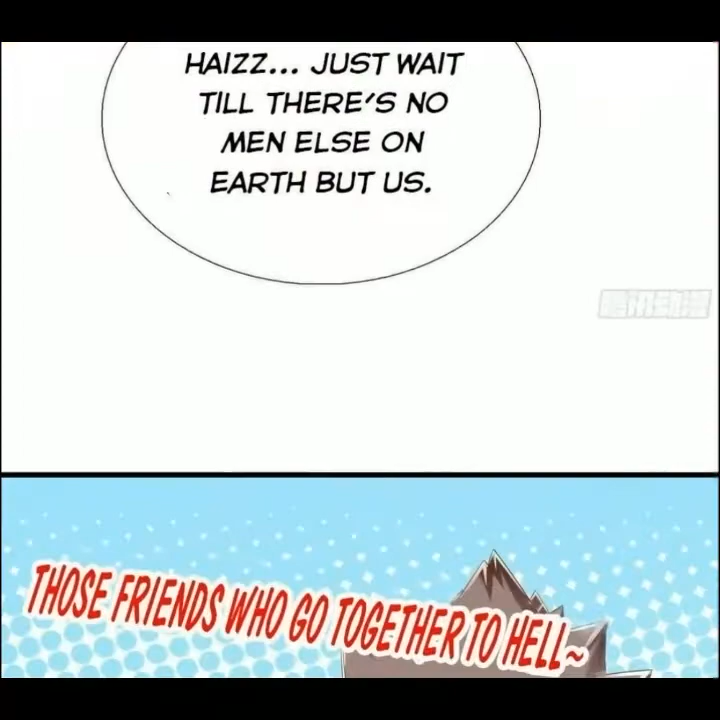 HAIZZ... JUST WAIT
TILL THERE'S NO
MEN ELSE ON
EARTH BUT US.
THOSE FRIENDS WHO GO TOGETHER TO HELL~